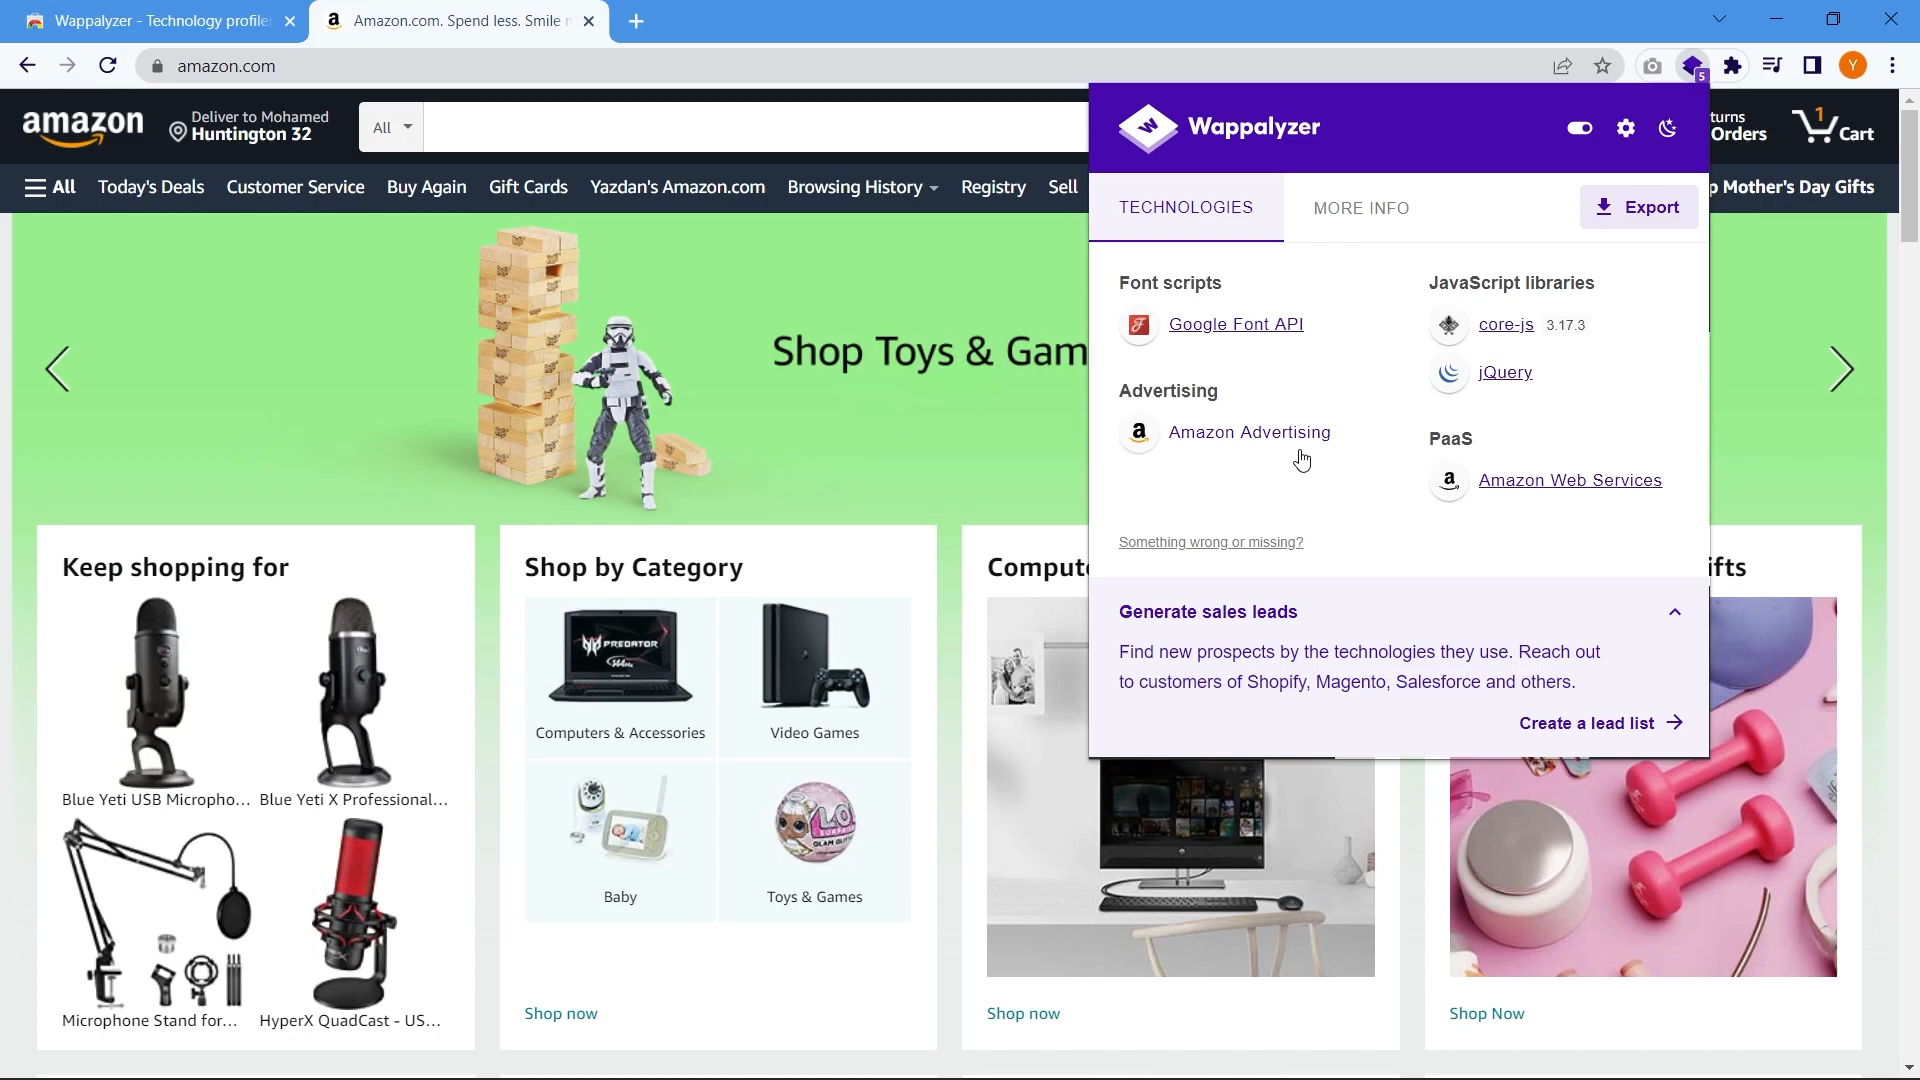 Wappalyzer - Technology profiler
Amazon.com. Spend less. Smile
amazon.com
5
Y
amazon
Deliver to Mohamed
Huntington 32
All
turns
Orders
1
Cart
All
Today's Deals
Customer Service
Buy Again
Gift Cards
Yazdan's Amazon.com
Browsing History
Registry
Sell
p Mother's Day Gifts
Wappalyzer
TECHNOLOGIES
MORE INFO
Export
Font scripts
Google Font API
Advertising
Amazon Advertising
JavaScript libraries
core-js 3.17.3
jQuery
PaaS
Amazon Web Services
Something wrong or missing?
Generate sales leads
Find new prospects by the technologies they use. Reach out
to customers of Shopify, Magento, Salesforce and others.
Create a lead list
Shop Toys & Gam
Keep shopping for
Blue Yeti USB Micropho...
Blue Yeti X Professional...
Microphone Stand for...
HyperX QuadCast - US...
Shop by Category
PREDATOR
Computers & Accessories
Video Games
Baby
L.O.L.
SURPRISE
Toys & Games
Shop now
Comput
Shop now
ifts
Shop Now